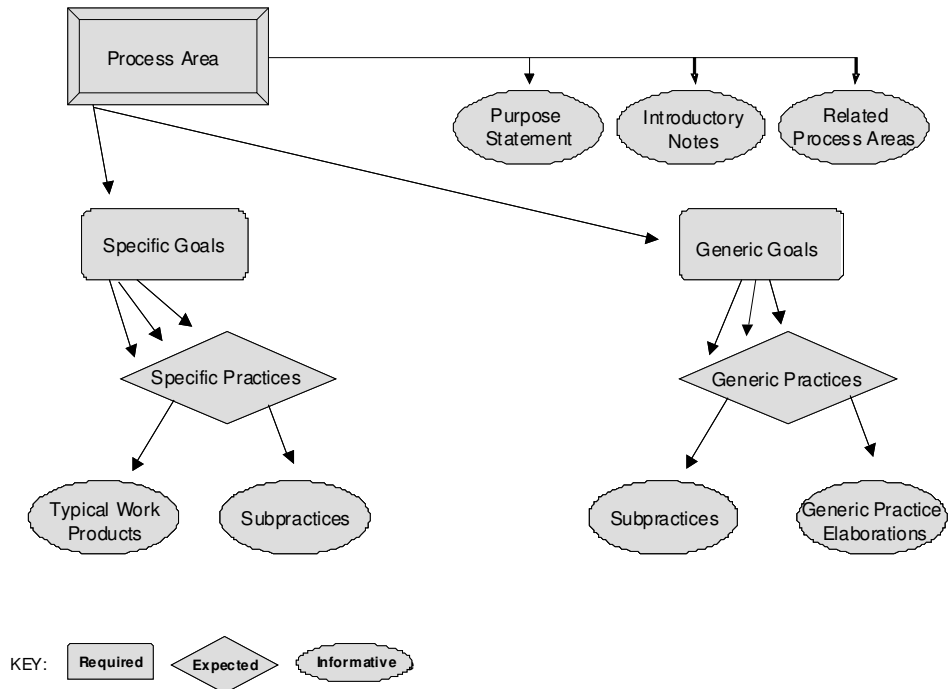 Process Area
Purpose
Statement
Introductory
Notes
Related
Process Areas
Specific Goals
Generic Goals
Specific Practices
Generic Practices
Typical Work
Products
Subpractices
Subpractices
Generic Practice
Elaborations
KEY:
Required
Expected
Informative